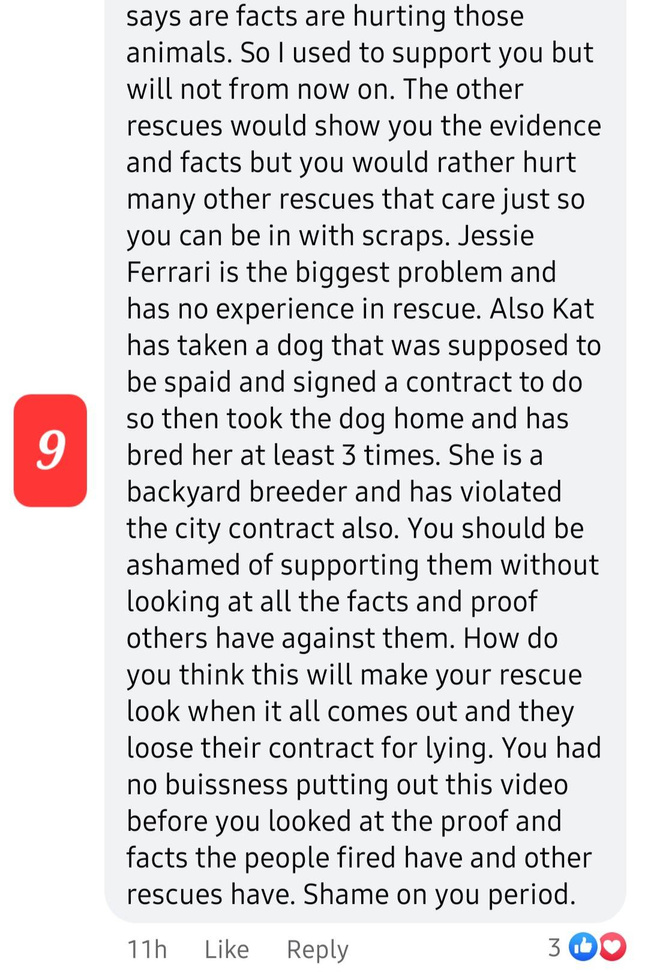 says are facts are hurting those
animals. So I used to support you but
will not from now on. The other
rescues would show you the evidence
and facts but you would rather hurt
many other rescues that care just so
you can be in with scraps. Jessie
Ferrari is the biggest problem and
has no experience in rescue. Also Kat
has taken a dog that was supposed to
be spaid and signed a contract to do
so then took the dog home and has
bred her at least 3 times. She is a
backyard breeder and has violated
the city contract also. You should be
ashamed of supporting them without
looking at all the facts and proof
others have against them. How do
you think this will make your rescue
look when it all comes out and they
loose their contract for lying. You had
no buissness putting out this video
before you looked at the proof and
facts the people fired have and other
rescues have. Shame on you period.
9
11h Like Reply 3